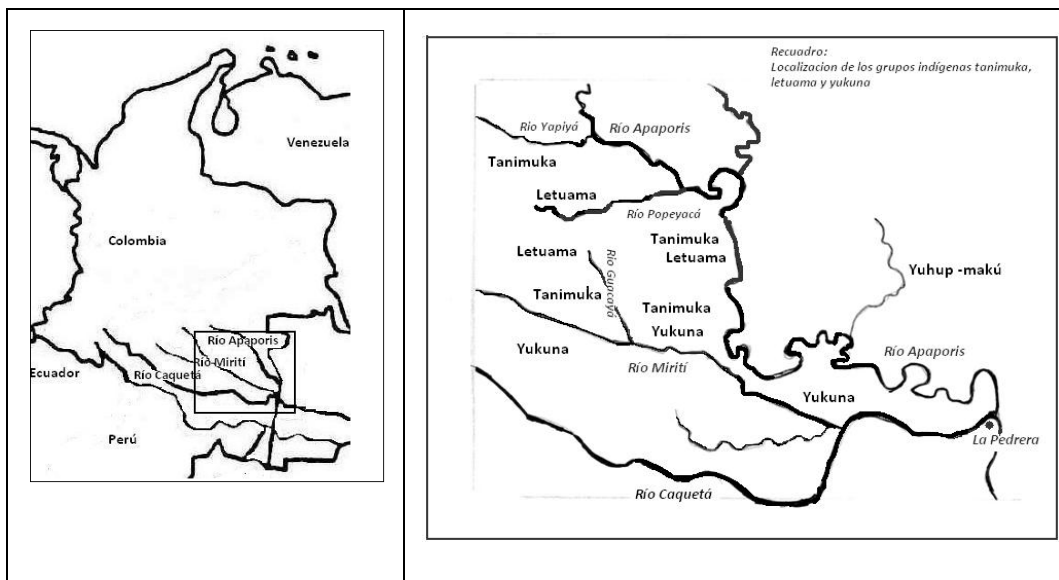 Venezuela
Colombia
Río Apaporis
Río Mirití
Río Caquetá
Ecuador
Perú
Recuadro:
Localizacion de los grupos indígenas tanimuka,
letuama y yukuna
Rio Yapiyá
Río Apaporis
Tanimuka
Letuama
Río Popeyacá
Tanimuka
Letuama
Letuama
Río Guacayá
Yuhup -makú
Tanimuka
Tanimuka
Yukuna
Yukuna
Río Mirití
Río Apaporis
Yukuna
La Pedrera
Río Caquetá